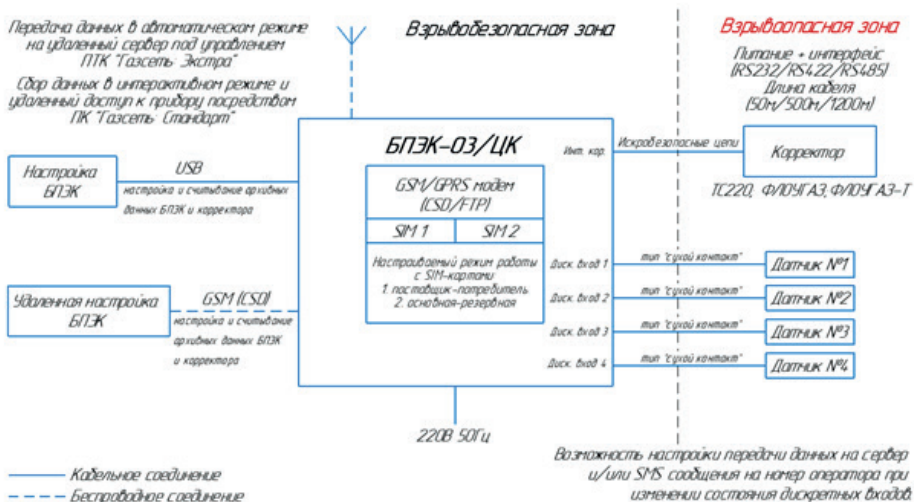 Передача данных в автоматическом режиме
на удаленный сервер под управлением
ПТК "Газсеть: Экстра"
Сбор данных в интерактивном режиме и
удаленный доступ к прибору посредством
ПК "Газсеть: Стандарт"
Взрывобезопасная зона
Взрывоопасная зона
Питание + интерфейс
(RS232/RS422/RS485)
Длина кабеля
(50м/500м/1200м)
Настройка
БПЭК
USB
настройка и считывание архивных
данных БПЭК и корректора
БПЭК-03/ЦК
GSM/GPRS модем
(CSD/FTP)
SIM 1
SIM 2
Настраиваемый режим работы
с SIM-картами
1. поставщик-потребитель
2. основная-резервная
Инт. кор.
Искробезопасные цепи
Корректор
ТС220, ФЛОУГАЗ, ФЛОУГАЗ-Т
Диск. вход 1
тип "сухой контакт"
Датчик №1
Диск. вход 2
тип "сухой контакт"
Датчик №2
Диск. вход 3
тип "сухой контакт"
Датчик №3
Диск. вход 4
тип "сухой контакт"
Датчик №4
Удаленная настройка
БПЭК
GSM (CSD)
настройка и считывание
архивных данных БПЭК
и корректора
220В 50Гц
Кабельное соединение
Беспроводное соединение
Возможность настройки передачи данных на сервер
и/или SMS сообщения на номер оператора при
изменении состояния дискретных входов